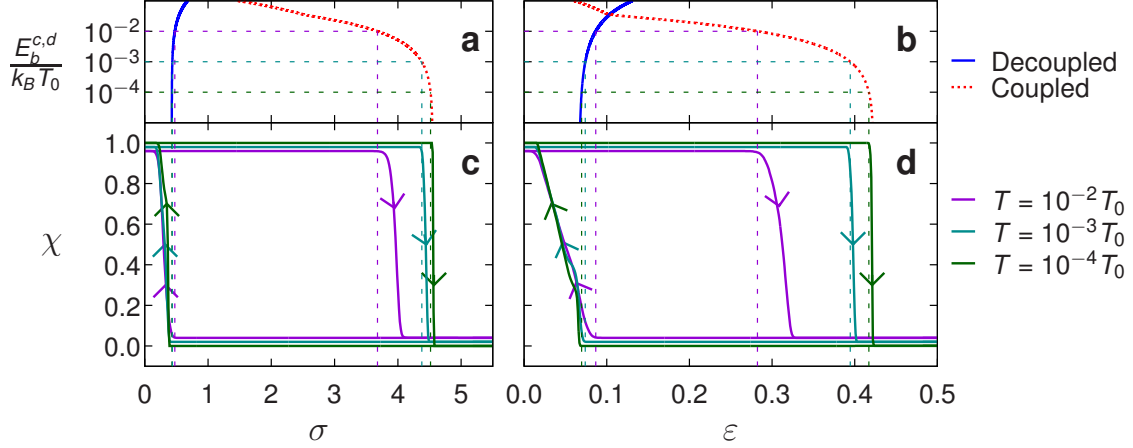 E_b^{c,d}
k_B T_0
10^{-2}
10^{-3}
10^{-4}
a
b
Decoupled
Coupled
1.0
0.8
0.6
0.4
0.2
0.0
χ
c
d
T = 10^{-2} T_0
T = 10^{-3} T_0
T = 10^{-4} T_0
0 1 2 3 4 5
0.0 0.1 0.2 0.3 0.4 0.5
σ
ε